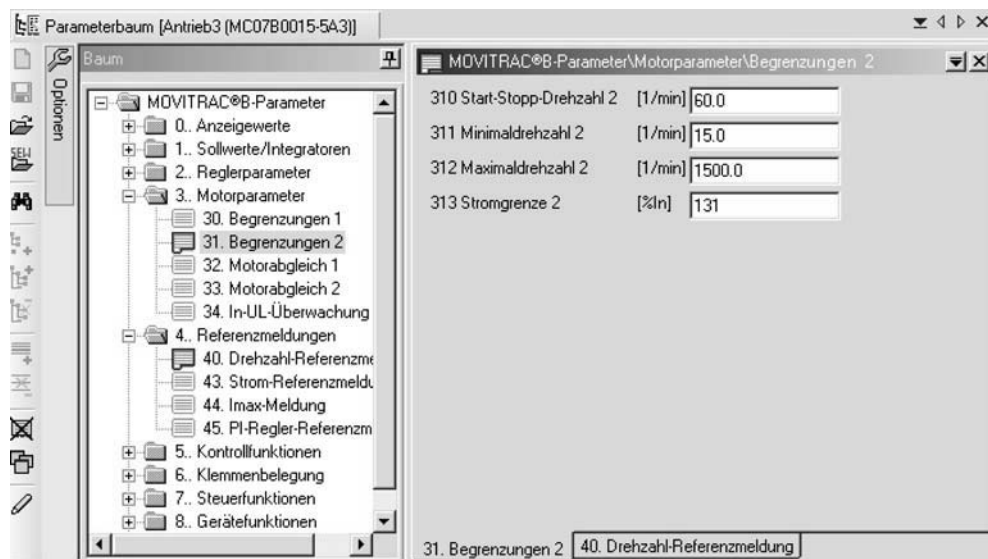 Parameterbaum [Antrieb3 (MC07B0015-5A3)]
Optionen
SEW
Baum
MOVITRAC®B-Parameter
0.. Anzeigewerte
1.. Sollwerte/Integratoren
2.. Reglerparameter
3.. Motorparameter
30. Begrenzungen 1
31. Begrenzungen 2
32. Motorabgleich 1
33. Motorabgleich 2
34. In-UL-Überwachung
4.. Referenzmeldungen
40. Drehzahl-Referenzme
43. Strom-Referenzmeldu
44. Imax-Meldung
45. PI-Regler-Referenzm
5.. Kontrollfunktionen
6.. Klemmenbelegung
7.. Steuerfunktionen
8.. Gerätefunktionen
MOVITRAC®B-Parameter\Motorparameter\Begrenzungen 2
310 Start-Stopp-Drehzahl 2 [1/min] 60.0
311 Minimaldrehzahl 2 [1/min] 15.0
312 Maximaldrehzahl 2 [1/min] 1500.0
313 Stromgrenze 2 [%In] 131
31. Begrenzungen 2 40. Drehzahl-Referenzmeldung